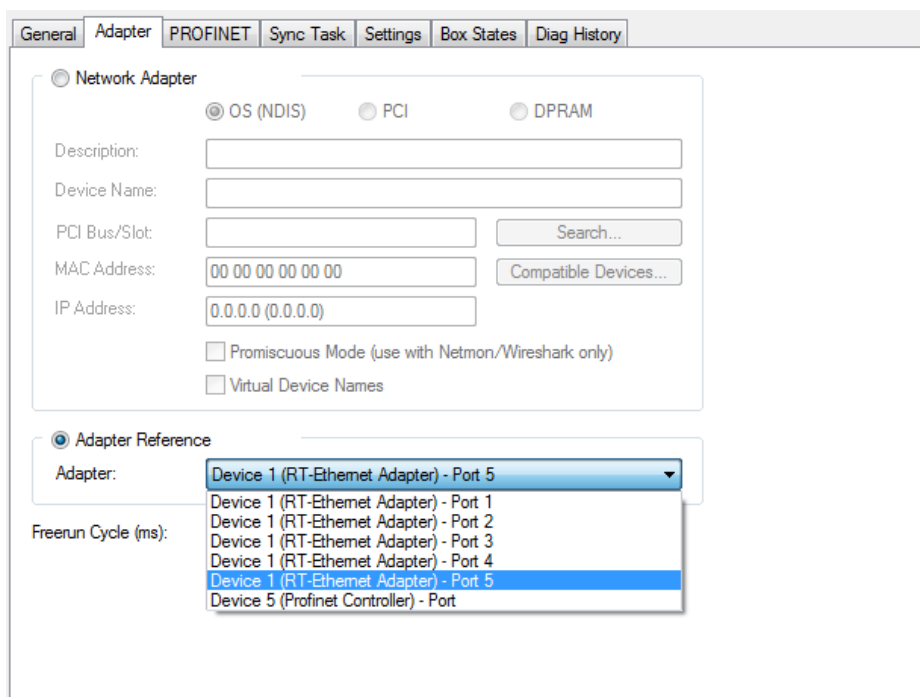 General Adapter PROFINET Sync Task Settings Box States Diag History
Network Adapter
OS (NDIS) PCI DPRAM
Description:
Device Name:
PCI Bus/Slot: Search...
MAC Address: 00 00 00 00 00 00 Compatible Devices...
IP Address: 0.0.0.0 (0.0.0.0)
Promiscuous Mode (use with Netmon/Wireshark only)
Virtual Device Names
Adapter Reference
Adapter: Device 1 (RT-Ethernet Adapter) - Port 5
Device 1 (RT-Ethernet Adapter) - Port 1
Device 1 (RT-Ethernet Adapter) - Port 2
Freerun Cycle (ms): Device 1 (RT-Ethernet Adapter) - Port 3
Device 1 (RT-Ethernet Adapter) - Port 4
Device 1 (RT-Ethernet Adapter) - Port 5
Device 5 (Profinet Controller) - Port